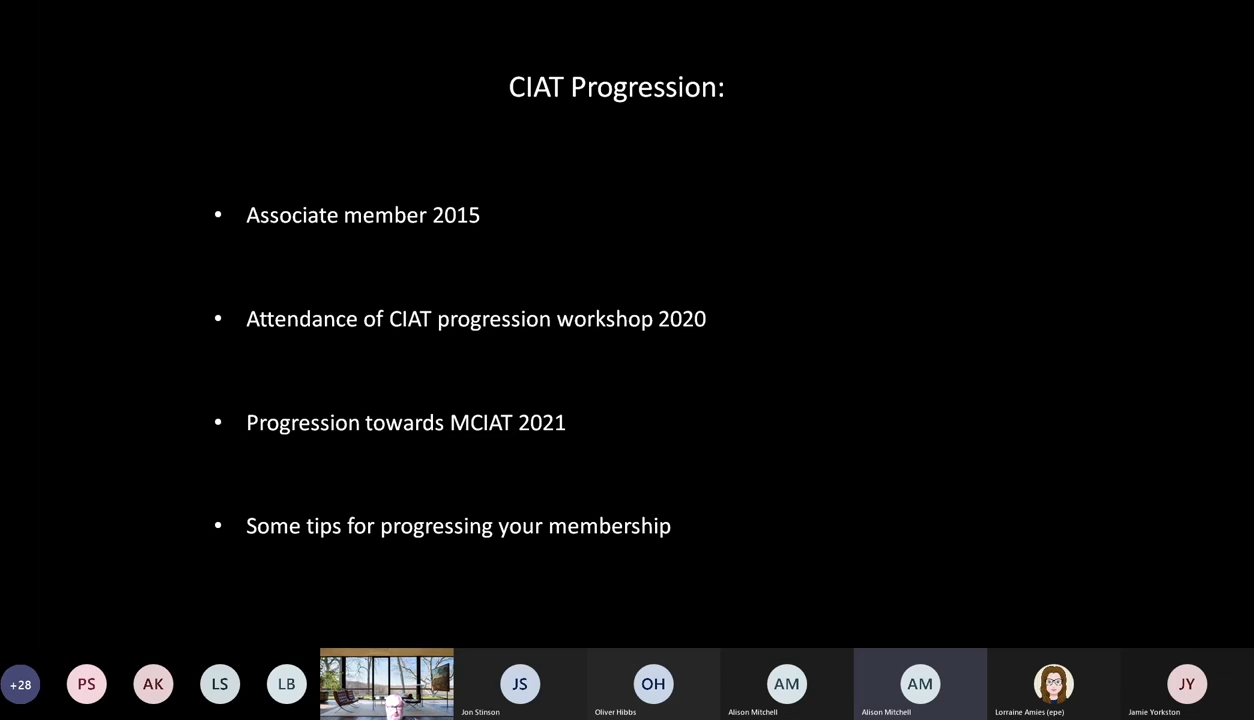 CIAT Progression:
• Associate member 2015
• Attendance of CIAT progression workshop 2020
• Progression towards MCIAT 2021
• Some tips for progressing your membership
+28
PS
AK
LS
LB
JS
OH
AM
AM
JY
Jon Stinson
Oliver Hibbs
Alison Mitchell
Alison Mitchell
Lorraine Amies (epe)
Jamie Yorkston